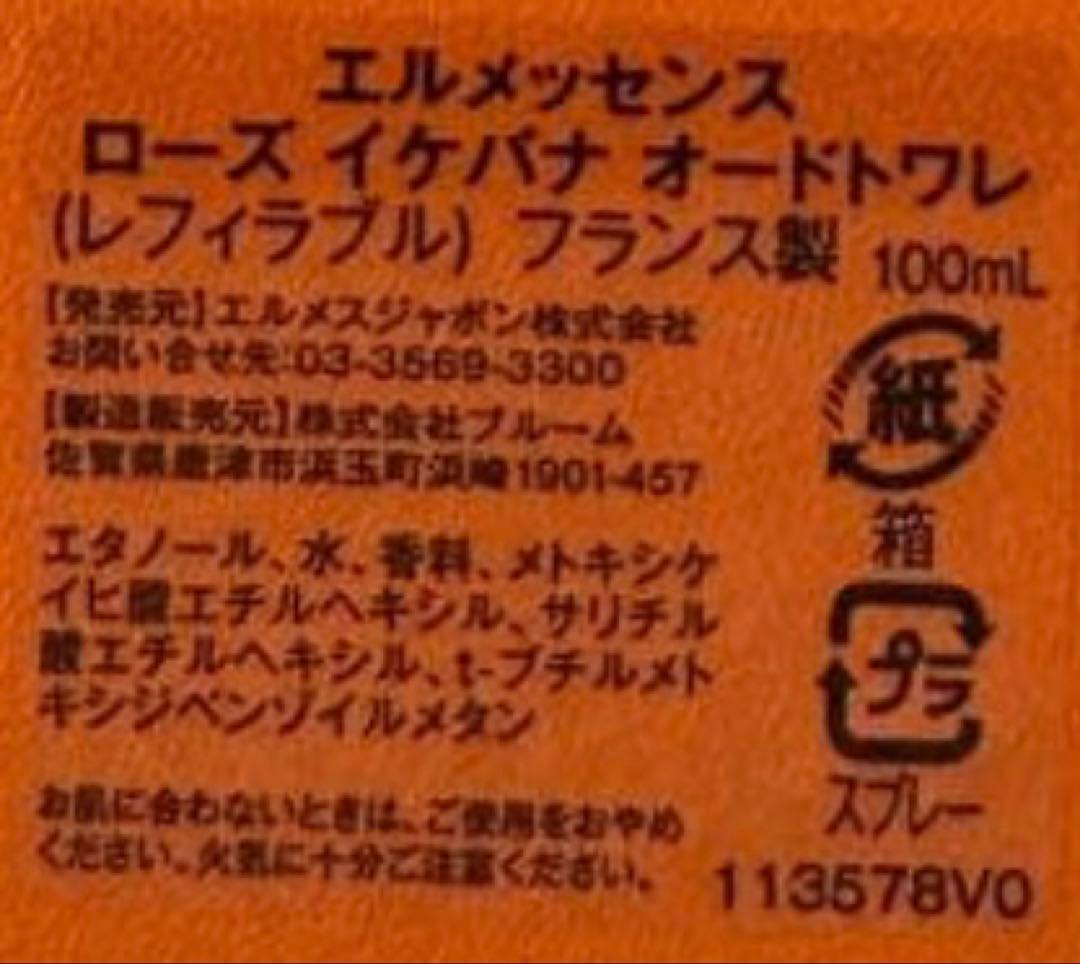 エルメッセンス
ローズ イケバナ オードトワレ
(レフィラブル) フランス製 100mL
[発売元]エルメスジャポン株式会社
お問い合せ先:03-3569-3300
[製造販売元]株式会社ブルーム
佐賀県唐津市浜玉町浜崎1901-457
紙
箱
エタノール、水、香料、メトキシケ
イヒ酸エチルヘキシル、サリチル
酸エチルヘキシル、t-ブチルメト
キシジベンゾイルメタン
プラ
スプレー
お肌に合わないときは、ご使用をおやめ
ください。火気に十分ご注意ください。
113578V0